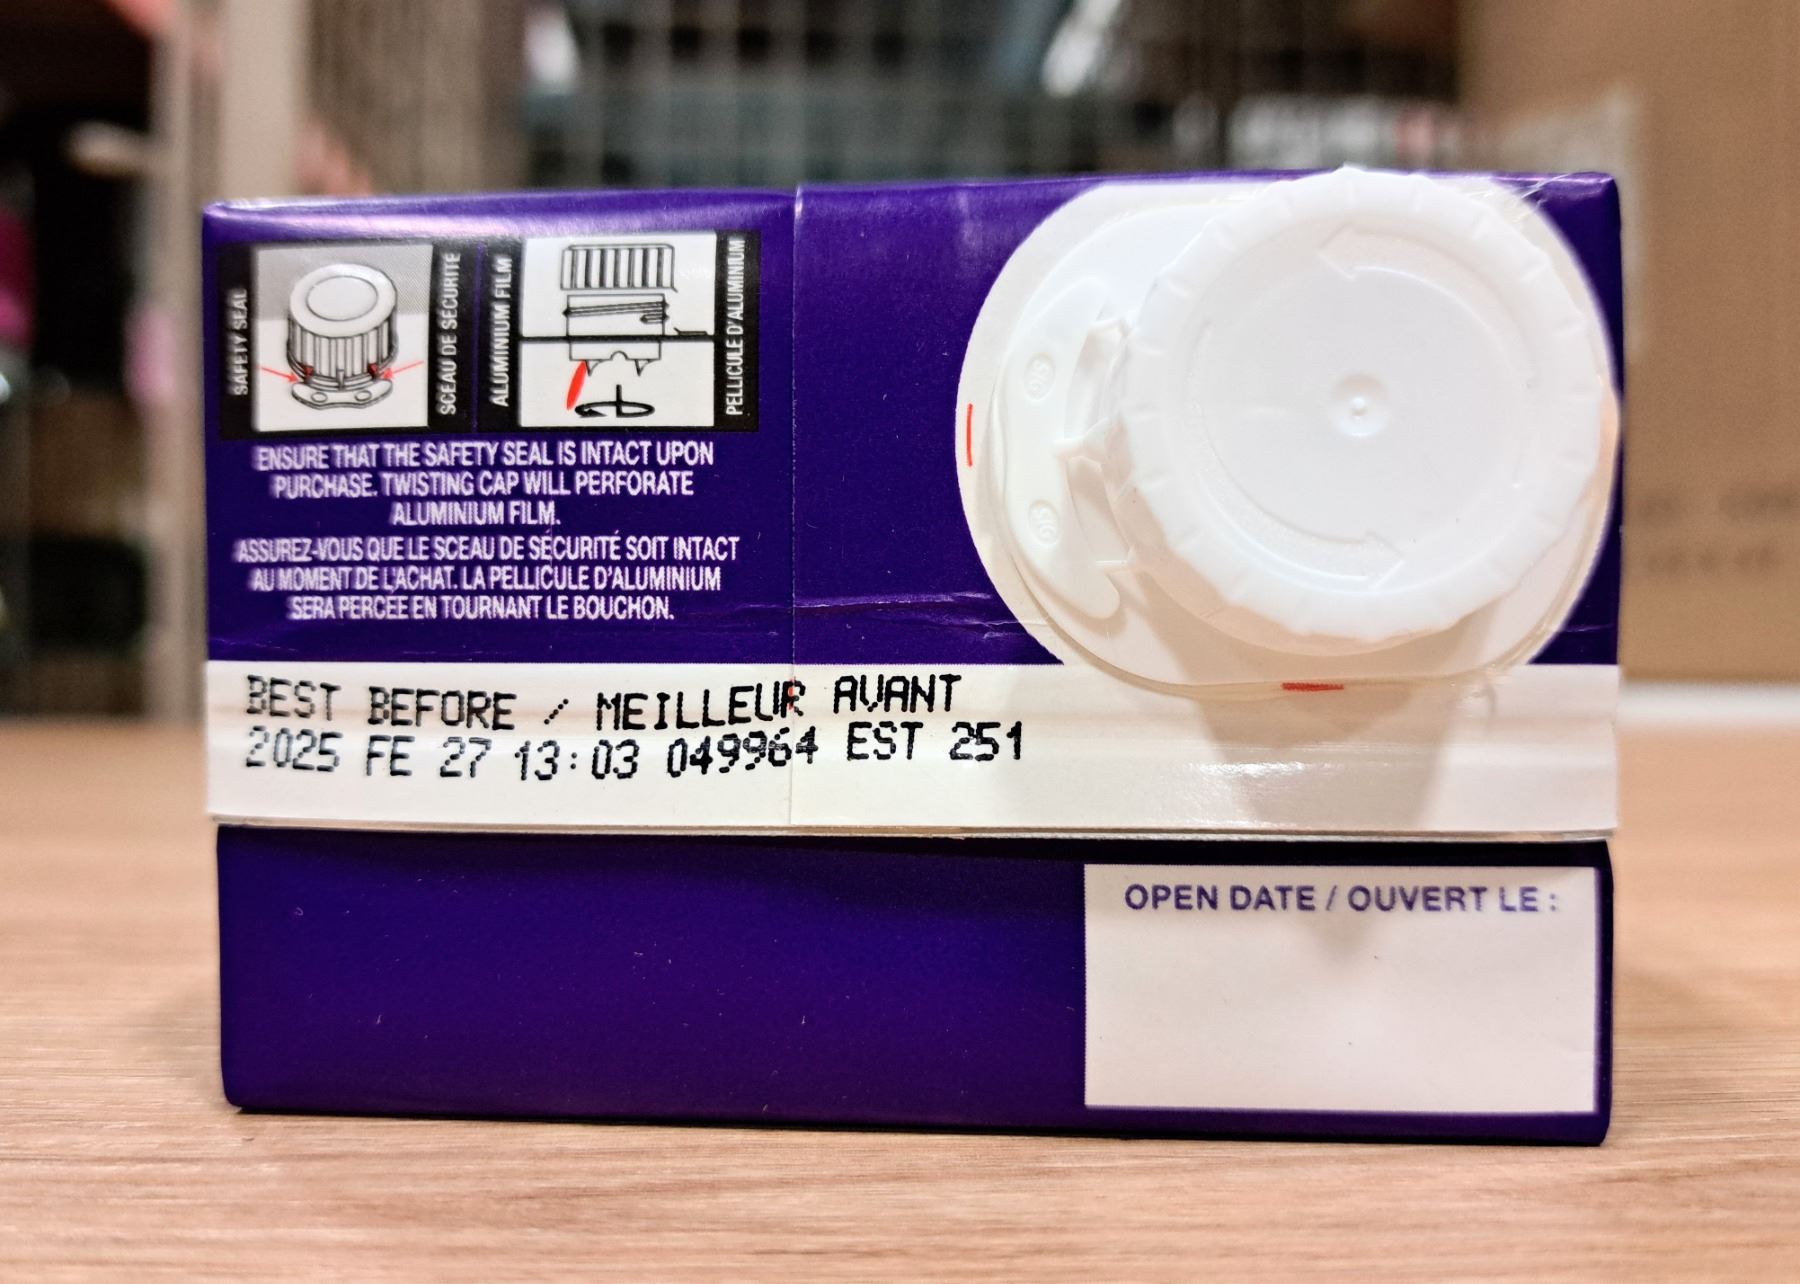 SAFETY SEAL
SCEAU DE SÉCURITÉ
ALUMINIUM FILM
PELLICULE D'ALUMINIUM
ENSURE THAT THE SAFETY SEAL IS INTACT UPON
PURCHASE. TWISTING CAP WILL PERFORATE
ALUMINIUM FILM.
ASSUREZ-VOUS QUE LE SCEAU DE SÉCURITÉ SOIT INTACT
AU MOMENT DE L'ACHAT. LA PELLICULE D'ALUMINIUM
SERA PERCÉE EN TOURNANT LE BOUCHON.
SIG
SIG
BEST BEFORE / MEILLEUR AVANT
2025 FE 27 13:03 049964 EST 251
OPEN DATE / OUVERT LE :